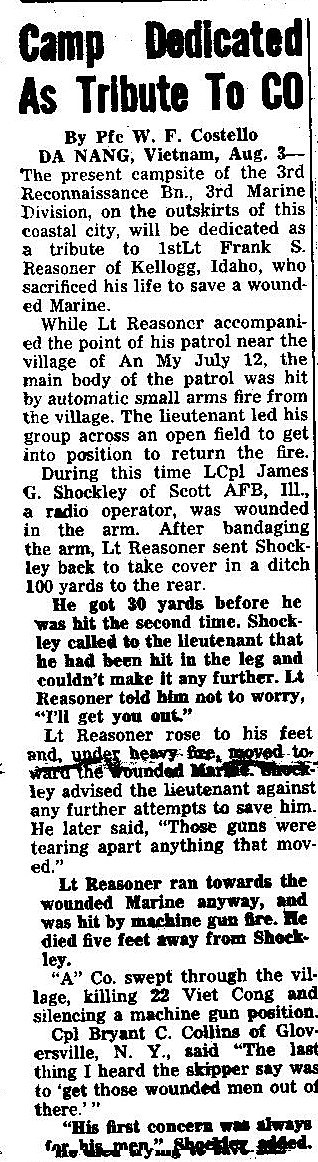 Camp Dedicated
As Tribute To CO
By Pfc W. F. Costello
DA NANG, Vietnam, Aug. 3—
The present campsite of the 3rd
Reconnaissance Bn., 3rd Marine
Division, on the outskirts of this
coastal city, will be dedicated as
a tribute to 1stLt Frank S.
Reasoner of Kellogg, Idaho, who
sacrificed his life to save a wound-
ed Marine.
While Lt Reasoner accompani-
ed the point of his patrol near the
village of An My July 12, the
main body of the patrol was hit
by automatic small arms fire from
the village. The lieutenant led his
group across an open field to get
into position to return the fire.
During this time LCpl James
G. Shockley of Scott AFB, Ill.,
a radio operator, was wounded
in the arm. After bandaging
the arm, Lt Reasoner sent Shock-
ley back to take cover in a ditch
100 yards to the rear.
He got 30 yards before he
was hit the second time. Shock-
ley called to the lieutenant that
he had been hit in the leg and
couldn't make it any further. Lt
Reasoner told him not to worry,
"I'll get you out."
Lt Reasoner rose to his feet
and, under heavy fire, moved to-
ward the wounded Marine. Shock-
ley advised the lieutenant against
any further attempts to save him.
He later said, "Those guns were
tearing apart anything that mov-
ed."
Lt Reasoner ran towards the
wounded Marine anyway, and
was hit by machine gun fire. He
died five feet away from Shock-
ley.
"A" Co. swept through the vil-
lage, killing 22 Viet Cong and
silencing a machine gun position.
Cpl Bryant C. Collins of Glov-
ersville, N. Y., said "The last
thing I heard the skipper say was
to 'get those wounded men out of
there.' "
"His first concern was always
for his men," Shockley added.